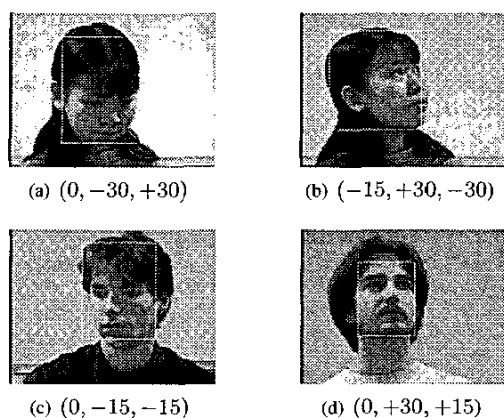 (a) (0, −30, +30)
(b) (−15, +30, −30)
(c) (0, −15, −15)
(d) (0, +30, +15)